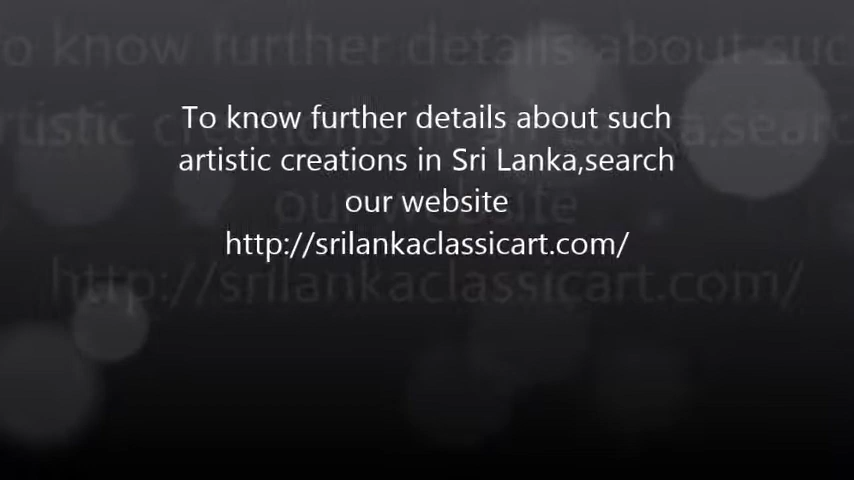 To know further details about such
artistic creations in Sri Lanka,search
our website
http://srilankaclassicart.com/